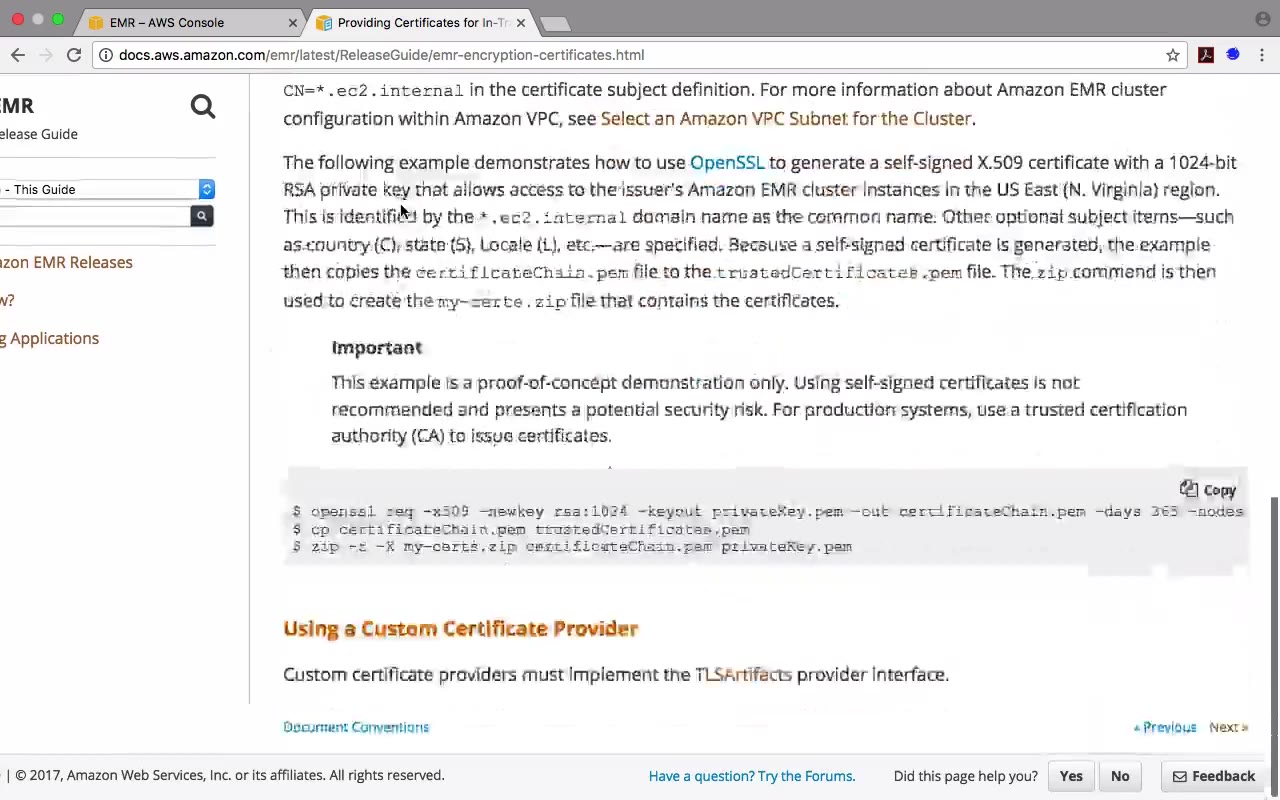 EMR – AWS Console
Providing Certificates for In-Tr
docs.aws.amazon.com/emr/latest/ReleaseGuide/emr-encryption-certificates.html
EMR
elease Guide
- This Guide
azon EMR Releases
w?
g Applications
CN=*.ec2.internal in the certificate subject definition. For more information about Amazon EMR cluster
configuration within Amazon VPC, see Select an Amazon VPC Subnet for the Cluster.
The following example demonstrates how to use OpenSSL to generate a self-signed X.509 certificate with a 1024-bit
RSA private key that allows access to the issuer's Amazon EMR cluster instances in the US East (N. Virginia) region.
This is identified by the *.ec2.internal domain name as the common name. Other optional subject items—such
as country (C), state (S), Locale (L), etc.—are specified. Because a self-signed certificate is generated, the example
then copies the certificateChain.pem file to the trustedCertificates.pem file. The zip command is then
used to create the my-certs.zip file that contains the certificates.
Important
This example is a proof-of-concept demonstration only. Using self-signed certificates is not
recommended and presents a potential security risk. For production systems, use a trusted certification
authority (CA) to issue certificates.
Copy
$ openssl req -x509 -newkey rsa:1024 -keyout privateKey.pem -out certificateChain.pem -days 365 -nodes
$ cp certificateChain.pem trustedCertificates.pem
$ zip -r -X my-certs.zip certificateChain.pem privateKey.pem
Using a Custom Certificate Provider
Custom certificate providers must implement the TLSArtifacts provider interface.
Document Conventions
« Previous Next »
| © 2017, Amazon Web Services, Inc. or its affiliates. All rights reserved.
Have a question? Try the Forums.
Did this page help you?
Yes
No
Feedback